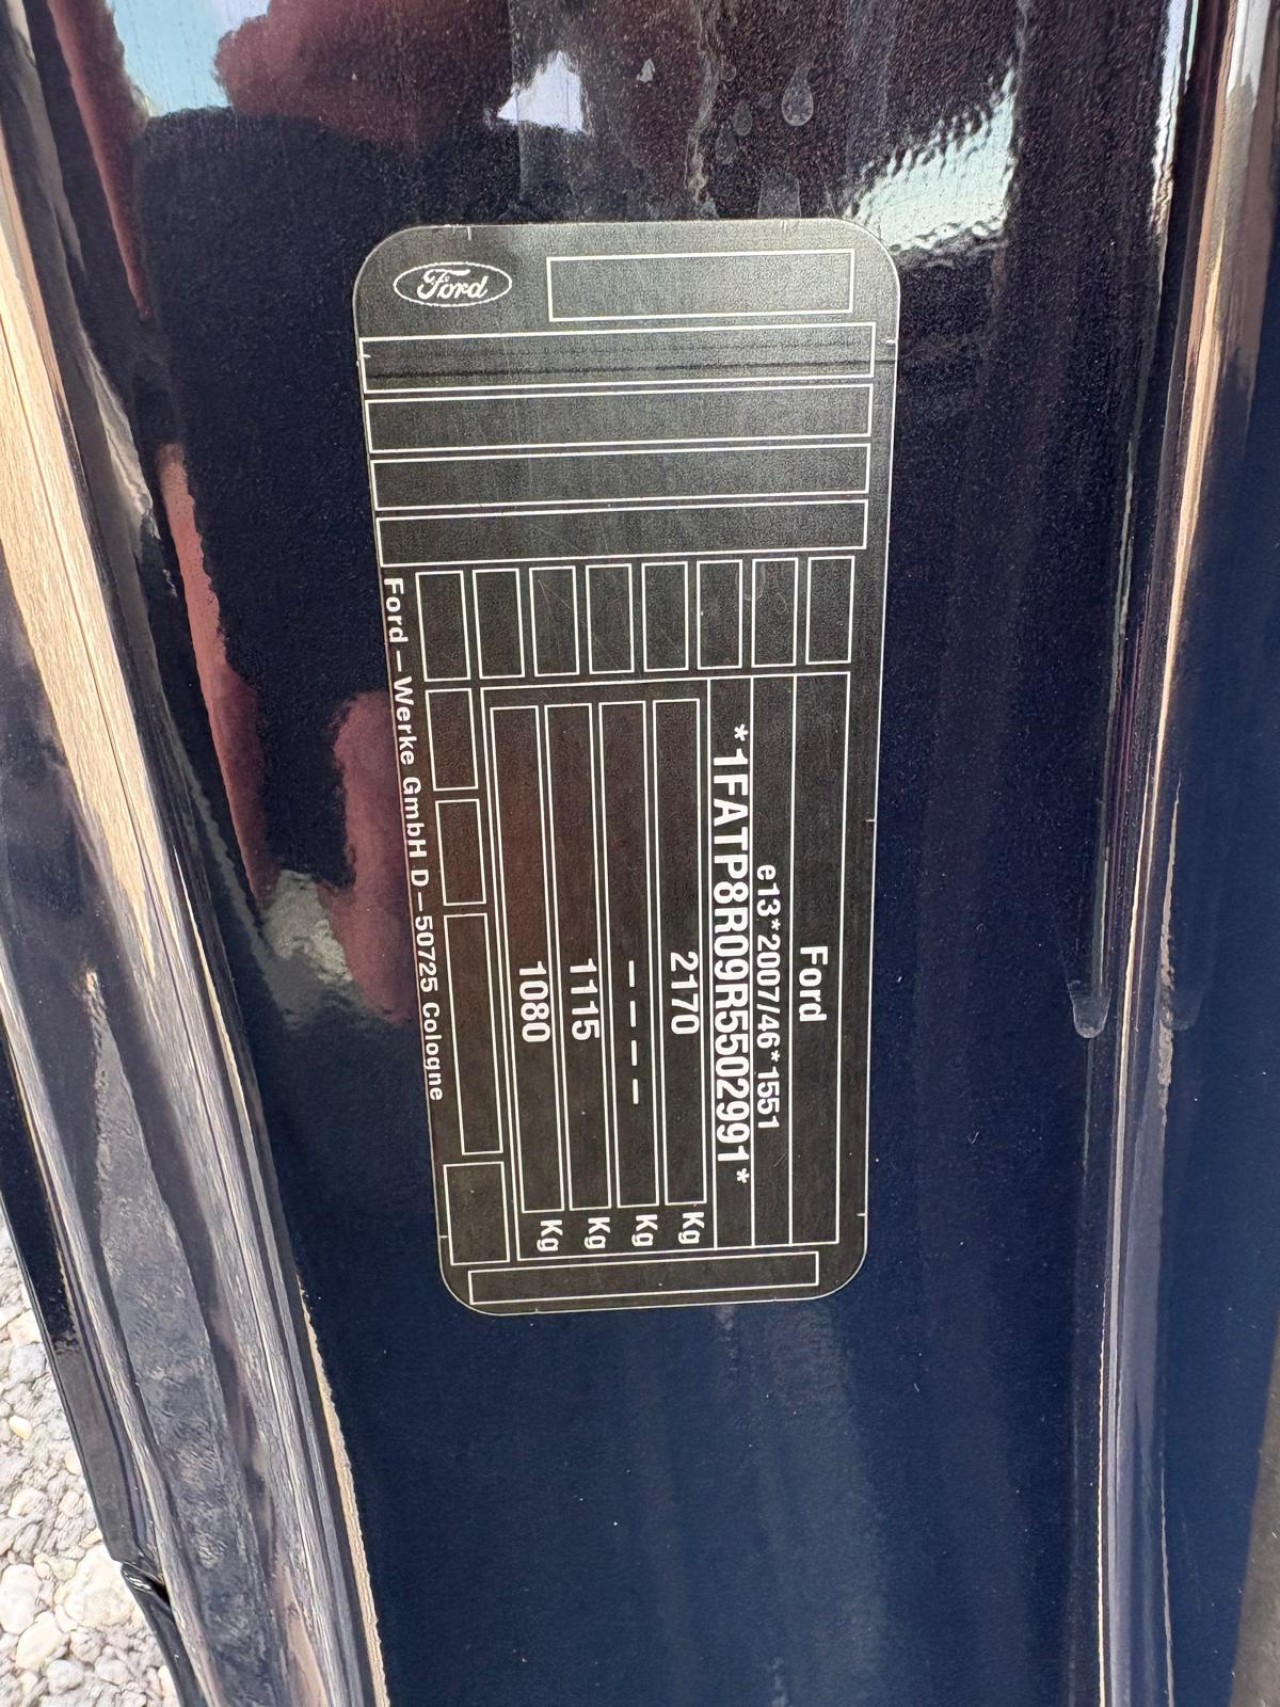 Ford
Ford
e13*2007/46*1551
*1FATP8R09R5502991*
2170 Kg
---- Kg
1115 Kg
1080 Kg
Ford-Werke GmbH D-50725 Cologne